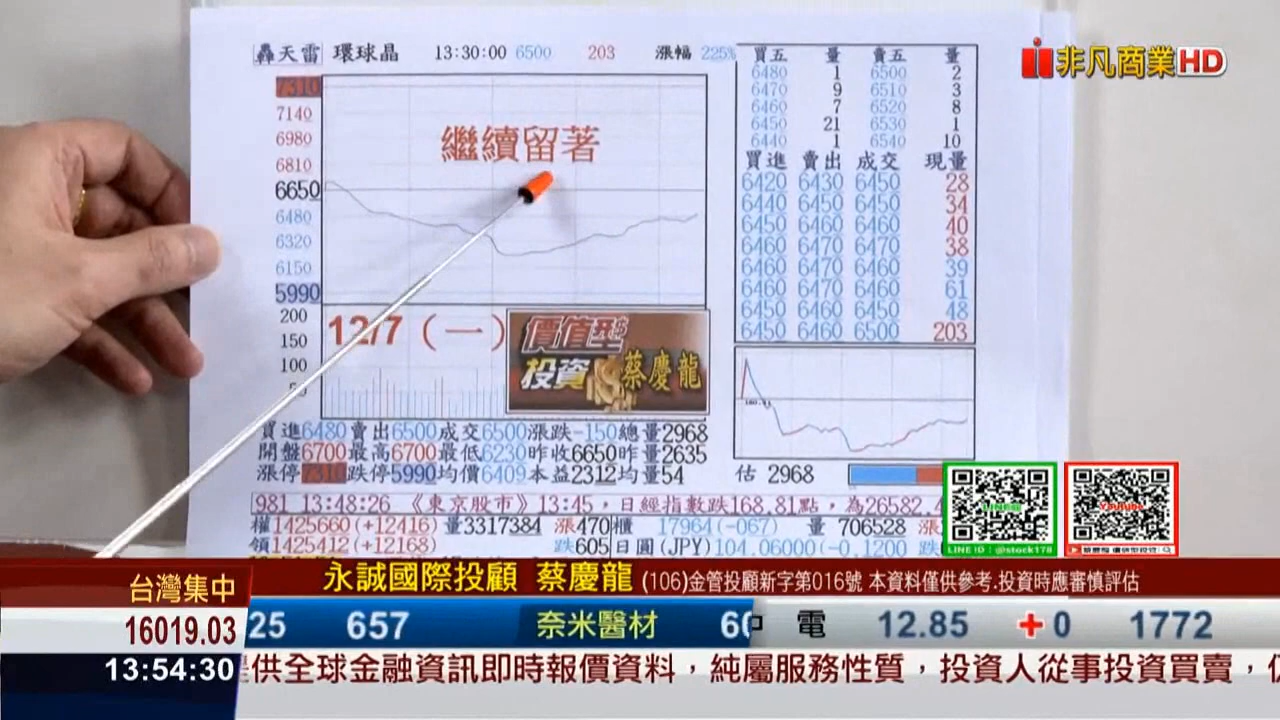 轟天雷 環球晶 13:30:00 6500 203 漲幅 225%
7310
7140
6980
6810
6650
6480
6320
6150
5990
200
150
100
繼續留著
12/7（一）
價值型
投資 蔡慶龍
買五 量 賣五 量
6480 1 6500 2
6470 9 6510 3
6460 7 6520 8
6450 21 6530 1
6440 1 6540 10
買進 賣出 成交 現量
6420 6430 6450 28
6440 6450 6450 34
6450 6460 6460 40
6460 6470 6470 38
6460 6470 6460 39
6460 6470 6460 61
6450 6460 6450 48
6450 6460 6500 203
買進6480賣出6500成交6500漲跌-150總量2968
開盤6700最高6700最低6230昨收6650昨量2635
漲停7310跌停5990均價6409本益2312均量54
估 2968
981 13:48:26 《東京股市》13:45，日經指數跌168.81點，為26582.4
權1425660(+12416) 量3317384 漲470 櫃 17964(-067) 量 706528 漲
領1425412(+12168) 跌605 日圓(JPY)104.06000(-0.1200 跌
非凡商業HD
LINE ID：@stock178
Youtube
永誠國際投顧 蔡慶龍 (106)金管投顧新字第016號 本資料僅供參考.投資時應審慎評估
台灣集中
16019.03
13:54:30
25 657 奈米醫材 60 中 電 12.85 +0 1772
提供全球金融資訊即時報價資料，純屬服務性質，投資人從事投資買賣，